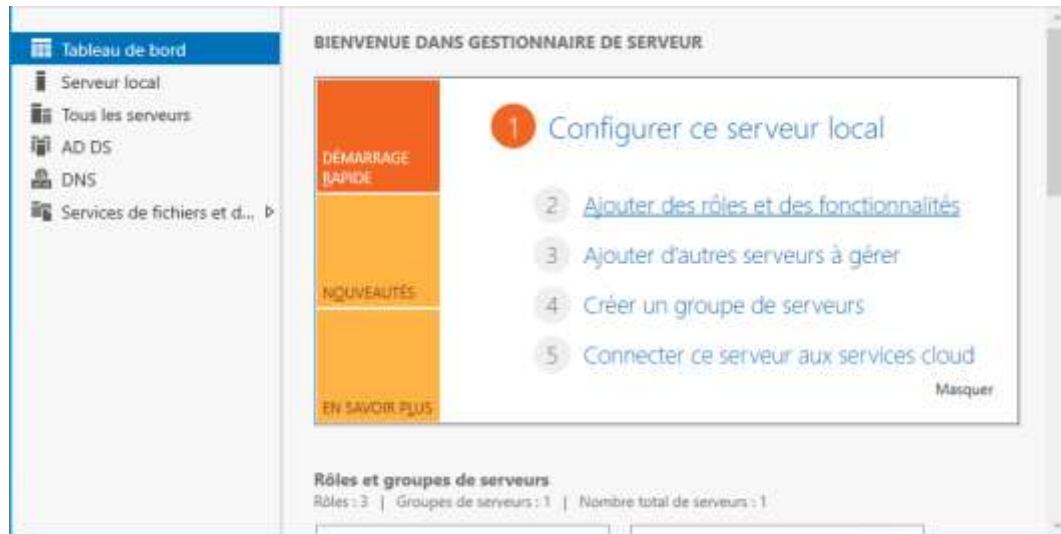 Tableau de bord
Serveur local
Tous les serveurs
AD DS
DNS
Services de fichiers et d...
BIENVENUE DANS GESTIONNAIRE DE SERVEUR
DÉMARRAGE
RAPIDE
NOUVEAUTÉS
EN SAVOIR PLUS
1 Configurer ce serveur local
2 Ajouter des rôles et des fonctionnalités
3 Ajouter d'autres serveurs à gérer
4 Créer un groupe de serveurs
5 Connecter ce serveur aux services cloud
Masquer
Rôles et groupes de serveurs
Rôles : 3 | Groupes de serveurs : 1 | Nombre total de serveurs : 1